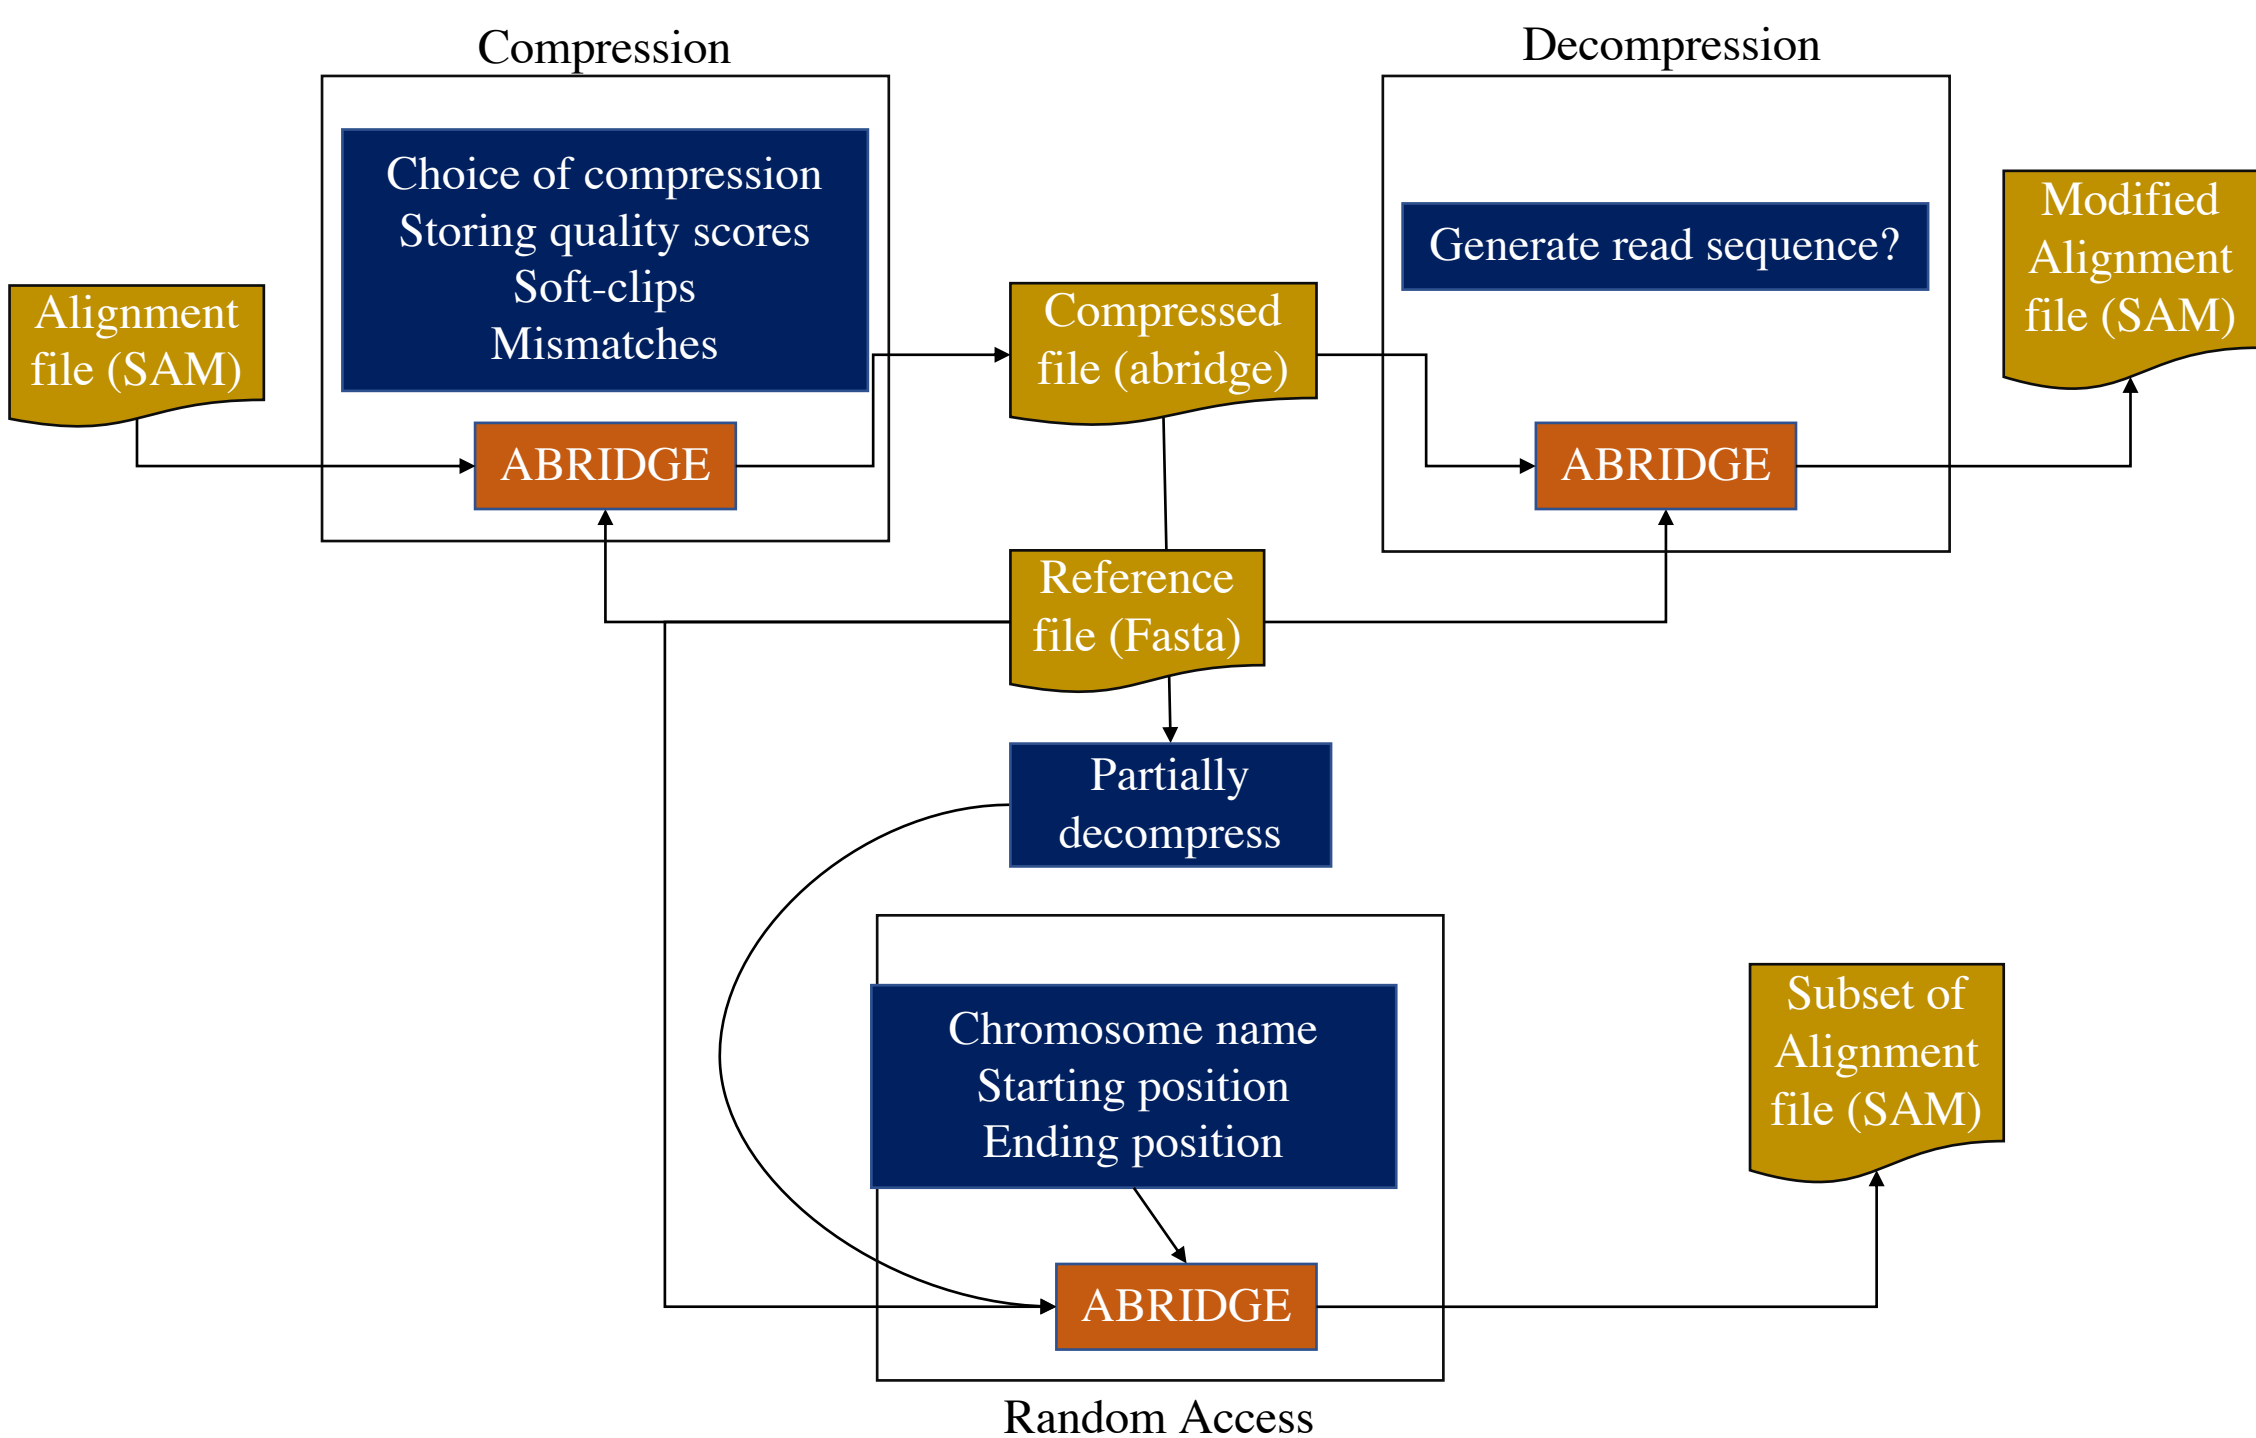 Compression
Decompression
Choice of compression
Storing quality scores
Soft-clips
Mismatches
Generate read sequence?
Modified
Alignment
file (SAM)
Alignment
file (SAM)
Compressed
file (abridge)
ABRIDGE
ABRIDGE
Reference
file (Fasta)
Partially
decompress
Chromosome name
Starting position
Ending position
Subset of
Alignment
file (SAM)
ABRIDGE
Random Access